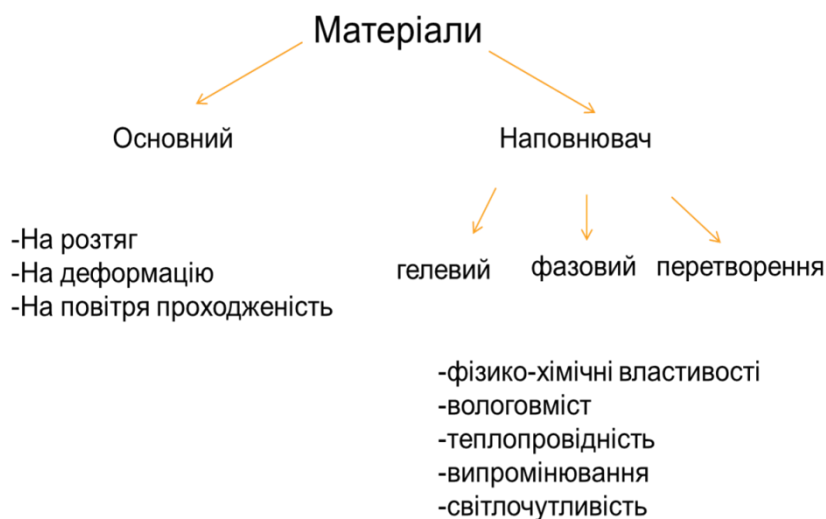 Матеріали
Основний
Наповнювач
-На розтяг
-На деформацію
-На повітря проходженість
гелевий
фазовий
перетворення
-фізико-хімічні властивості
-вологовміст
-теплопровідність
-випромінювання
-світлочутливість